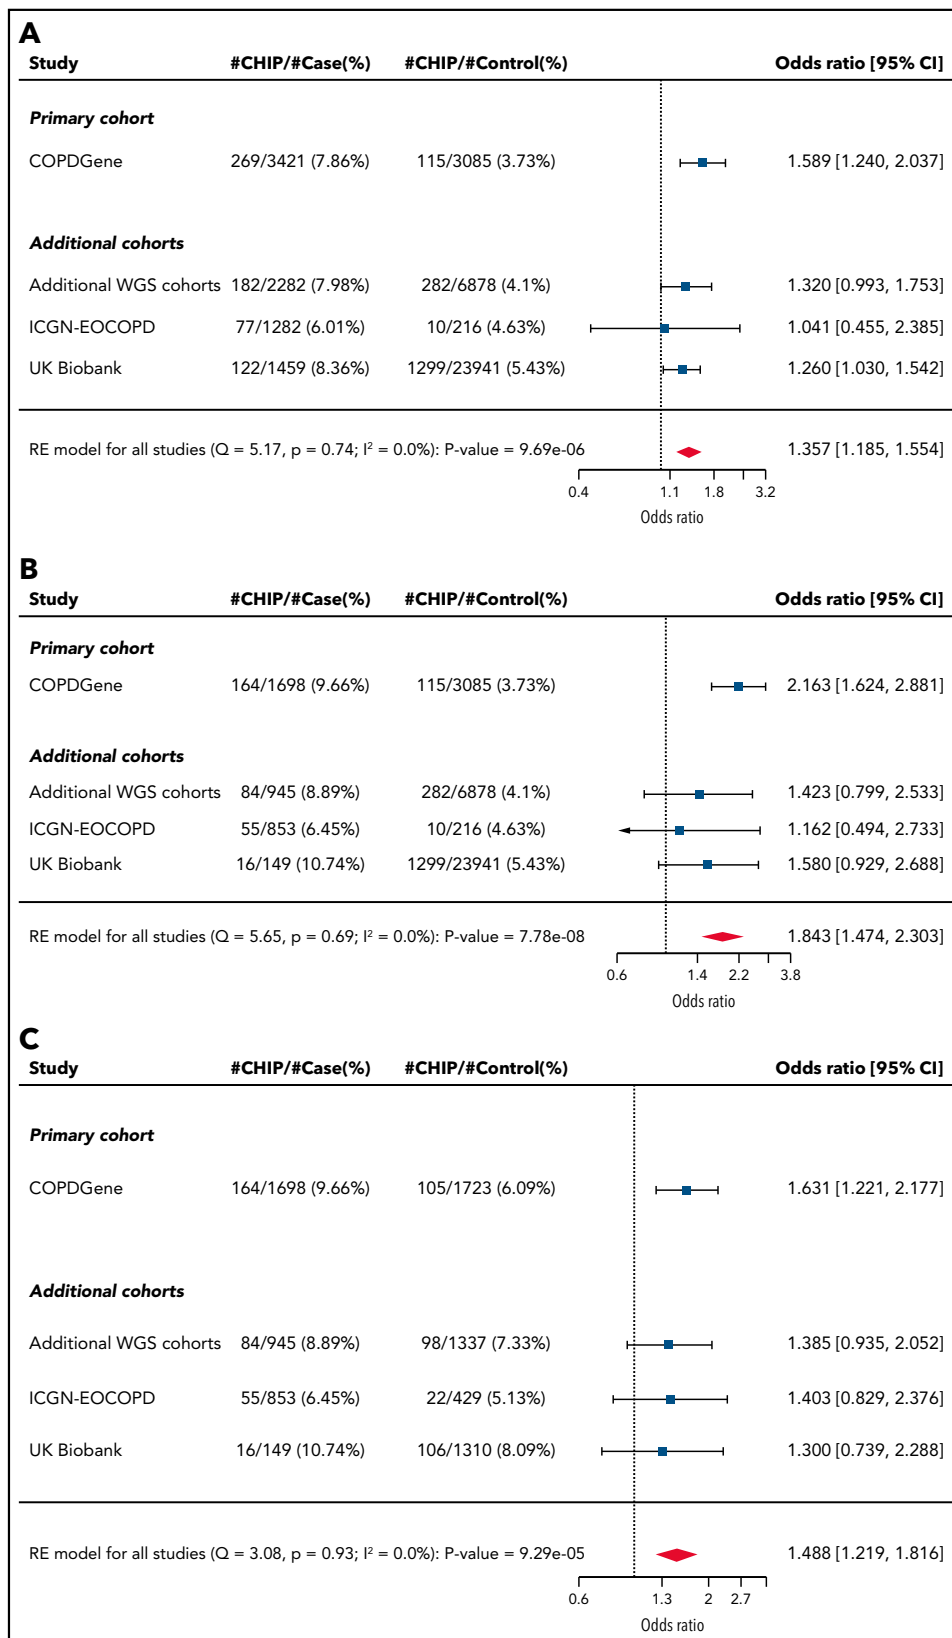 A
Study #CHIP/#Case(%) #CHIP/#Control(%) Odds ratio [95% CI]
Primary cohort
COPDGene 269/3421 (7.86%) 115/3085 (3.73%) 1.589 [1.240, 2.037]
Additional cohorts
Additional WGS cohorts 182/2282 (7.98%) 282/6878 (4.1%) 1.320 [0.993, 1.753]
ICGN-EOCOPD 77/1282 (6.01%) 10/216 (4.63%) 1.041 [0.455, 2.385]
UK Biobank 122/1459 (8.36%) 1299/23941 (5.43%) 1.260 [1.030, 1.542]
RE model for all studies (Q = 5.17, p = 0.74; I² = 0.0%): P-value = 9.69e-06 1.357 [1.185, 1.554]
0.4 1.1 1.8 3.2
Odds ratio
B
Study #CHIP/#Case(%) #CHIP/#Control(%) Odds ratio [95% CI]
Primary cohort
COPDGene 164/1698 (9.66%) 115/3085 (3.73%) 2.163 [1.624, 2.881]
Additional cohorts
Additional WGS cohorts 84/945 (8.89%) 282/6878 (4.1%) 1.423 [0.799, 2.533]
ICGN-EOCOPD 55/853 (6.45%) 10/216 (4.63%) 1.162 [0.494, 2.733]
UK Biobank 16/149 (10.74%) 1299/23941 (5.43%) 1.580 [0.929, 2.688]
RE model for all studies (Q = 5.65, p = 0.69; I² = 0.0%): P-value = 7.78e-08 1.843 [1.474, 2.303]
0.6 1.4 2.2 3.8
Odds ratio
C
Study #CHIP/#Case(%) #CHIP/#Control(%) Odds ratio [95% CI]
Primary cohort
COPDGene 164/1698 (9.66%) 105/1723 (6.09%) 1.631 [1.221, 2.177]
Additional cohorts
Additional WGS cohorts 84/945 (8.89%) 98/1337 (7.33%) 1.385 [0.935, 2.052]
ICGN-EOCOPD 55/853 (6.45%) 22/429 (5.13%) 1.403 [0.829, 2.376]
UK Biobank 16/149 (10.74%) 106/1310 (8.09%) 1.300 [0.739, 2.288]
RE model for all studies (Q = 3.08, p = 0.93; I² = 0.0%): P-value = 9.29e-05 1.488 [1.219, 1.816]
0.6 1.3 2 2.7
Odds ratio